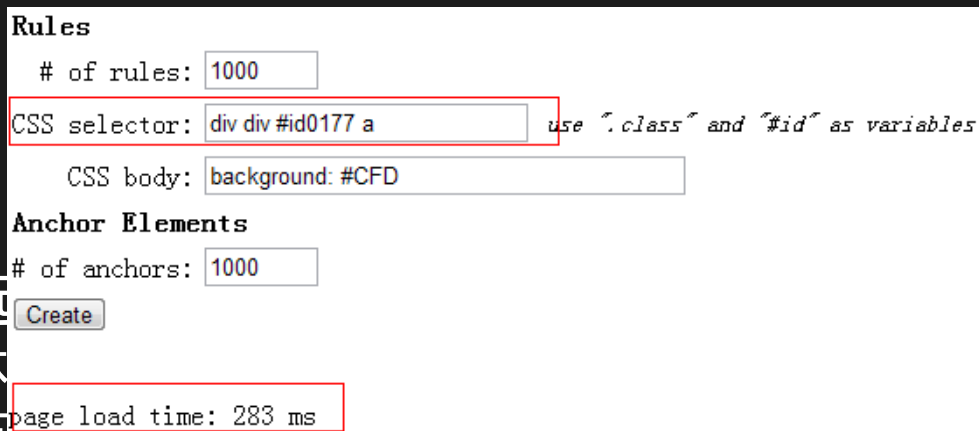 Rules
# of rules: 1000
CSS selector: div div #id0177 a use ".class" and "#id" as variables
CSS body: background: #CFD
Anchor Elements
# of anchors: 1000
Create
page load time: 283 ms